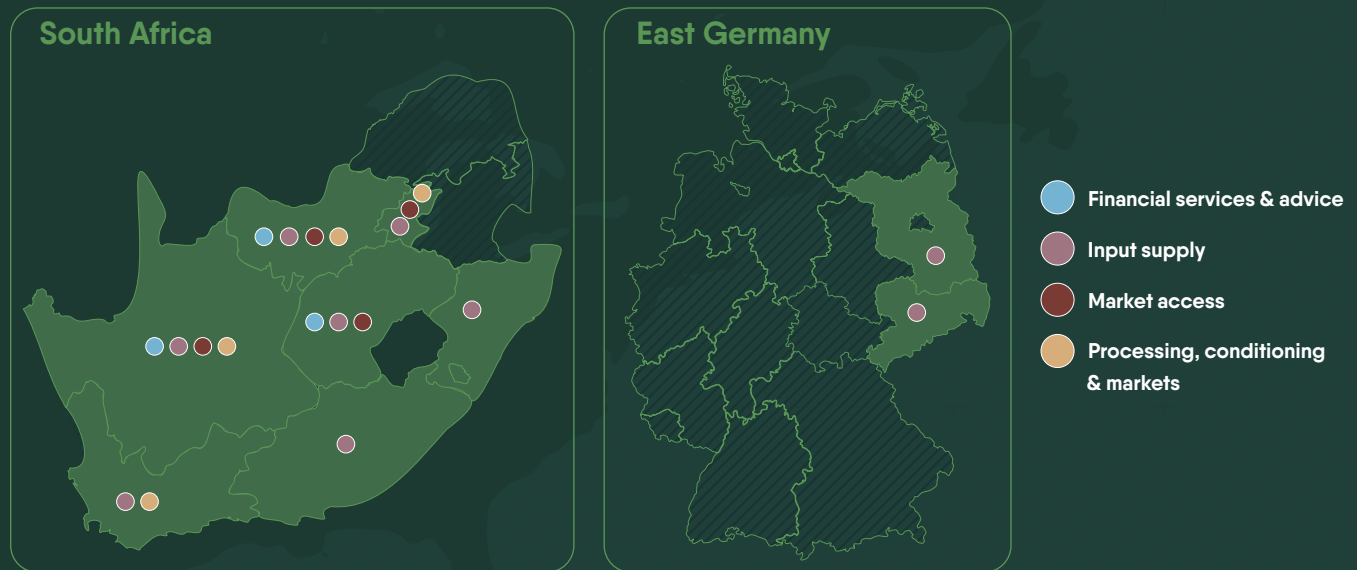 South Africa
East Germany
Financial services & advice
Input supply
Market access
Processing, conditioning
& markets